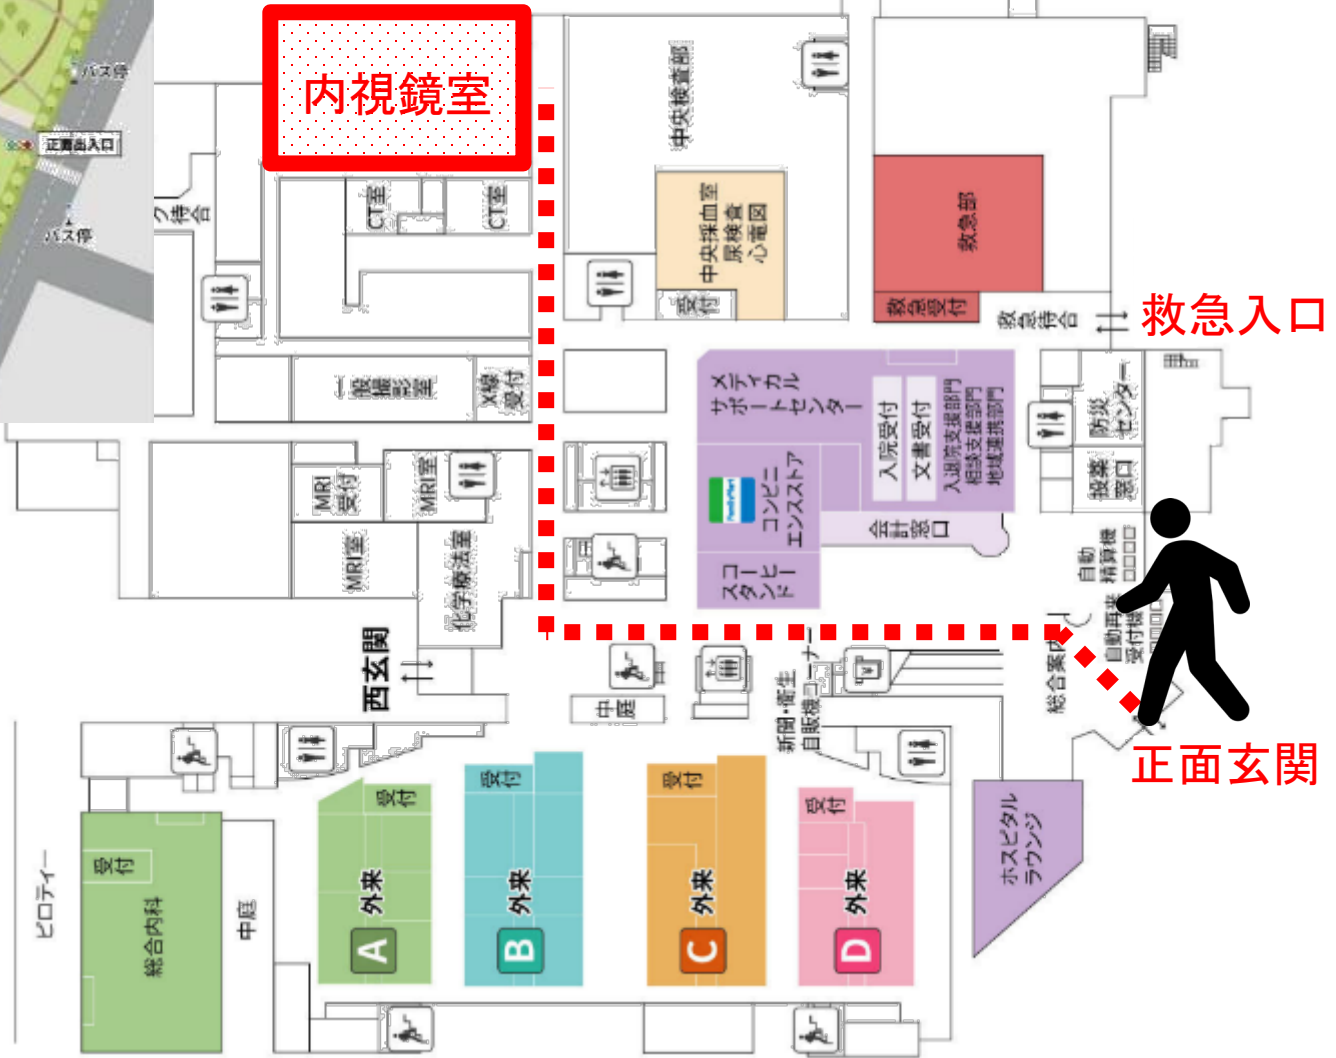 内視鏡室
バス停
正面出入口
バス停
ク待合
CT室
CT室
中央検査部
中央採血室
尿検査
心電図
受付
救急部
救急受付
救急待合
救急入口
一般撮影室
X線
受付
メディカル
サポートセンター
入院受付
文書受付
入退院支援部門
相談支援部門
地域連携部門
防災
センター
投薬
窓口
MRI
受付
MRI室
MRI室
化学療法室
FamilyMart
コンビニ
エンスストア
会計窓口
コーヒー
スタンド
自動
精算機
自動再来
受付機
総合案内
西玄関
中庭
新聞・衛生
自販機コーナー
正面玄関
ホスピタル
ラウンジ
ピロティー
受付
総合内科
中庭
受付
外来
A
受付
外来
B
受付
外来
C
受付
外来
D